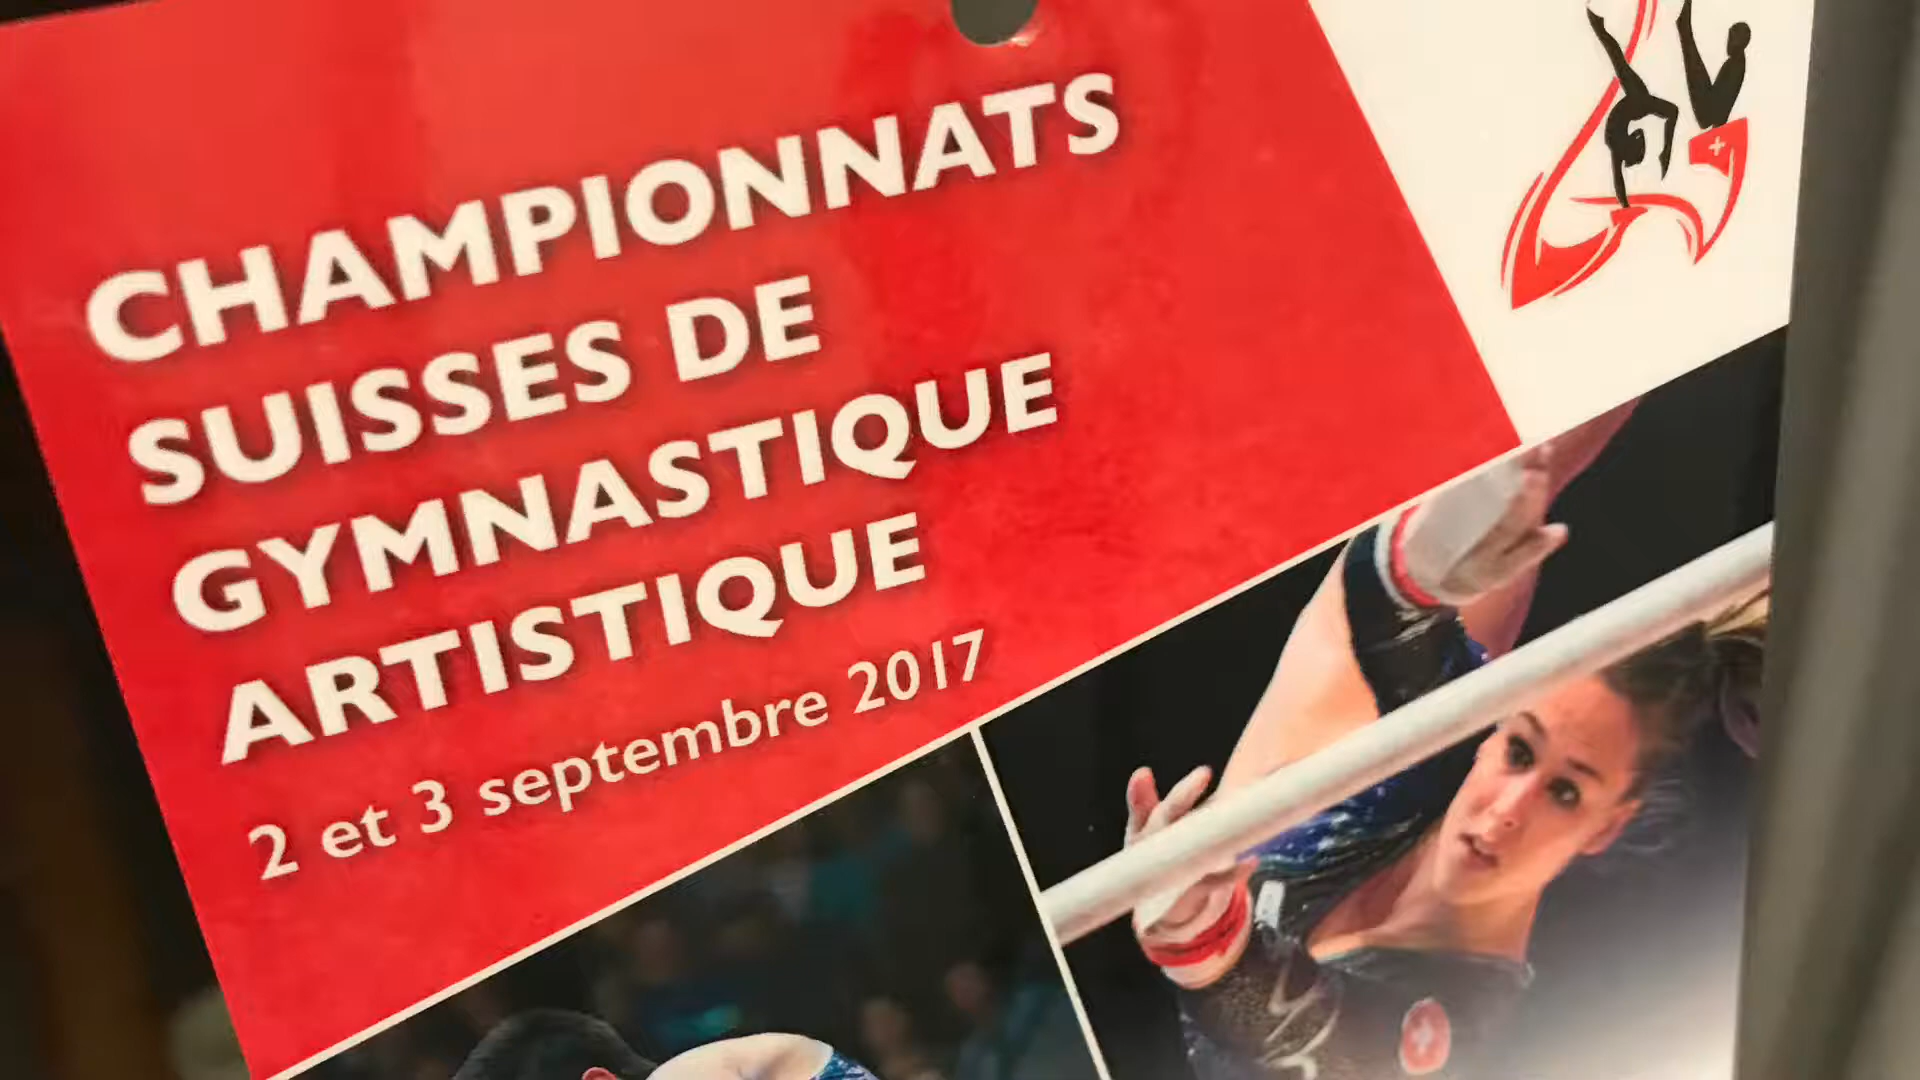 CHAMPIONNATS
SUISSES DE
GYMNASTIQUE
ARTISTIQUE
2 et 3 septembre 2017